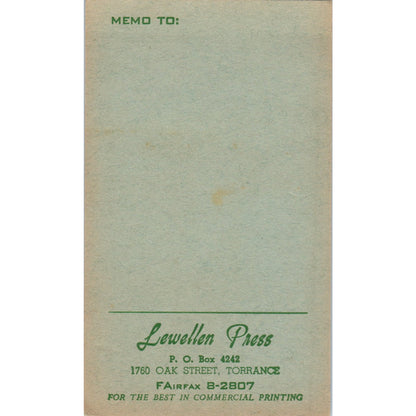 MEMO TO:
Lewellen Press
P. O. Box 4242
1760 OAK STREET, TORRANCE
FAIRFAX 8-2807
FOR THE BEST IN COMMERCIAL PRINTING